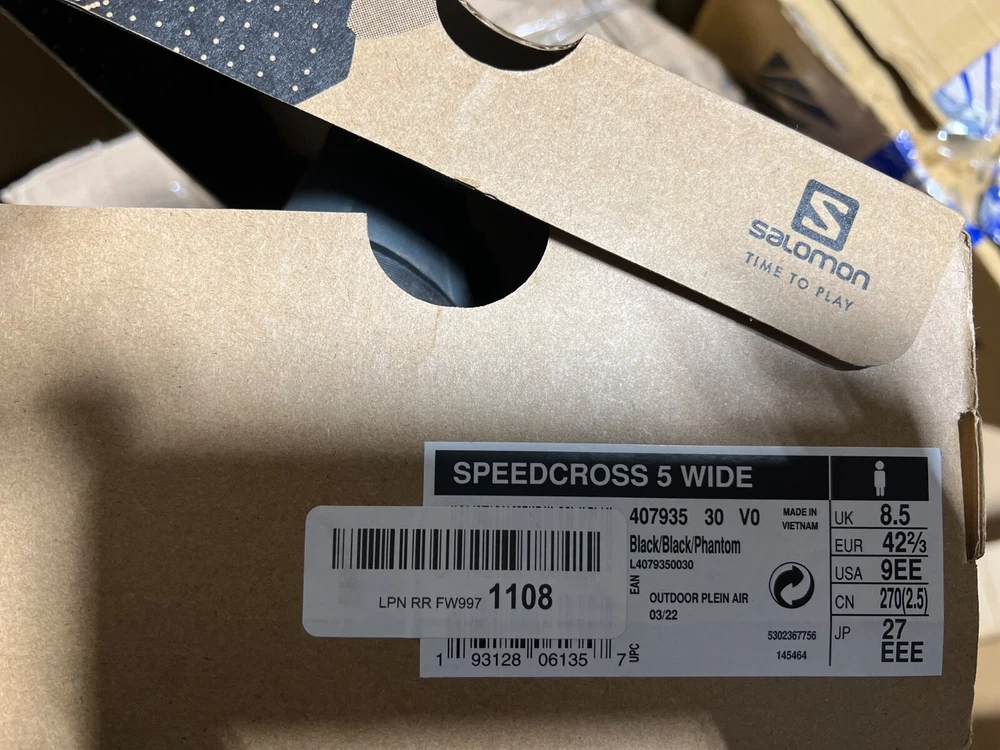 SALOMON
TIME TO PLAY
SPEEDCROSS 5 WIDE
407935 30 V0
MADE IN
VIETNAM
Black/Black/Phantom
L4079350030
EAN
OUTDOOR PLEIN AIR
03/22
5302367756
145464
UK 8.5
EUR 42⅔
USA 9EE
CN 270(2.5)
JP 27
EEE
LPN RR FW997 1108
1 93128 06135 7
UPC